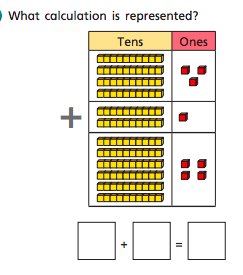 What calculation is represented?
Tens Ones
+
+ =